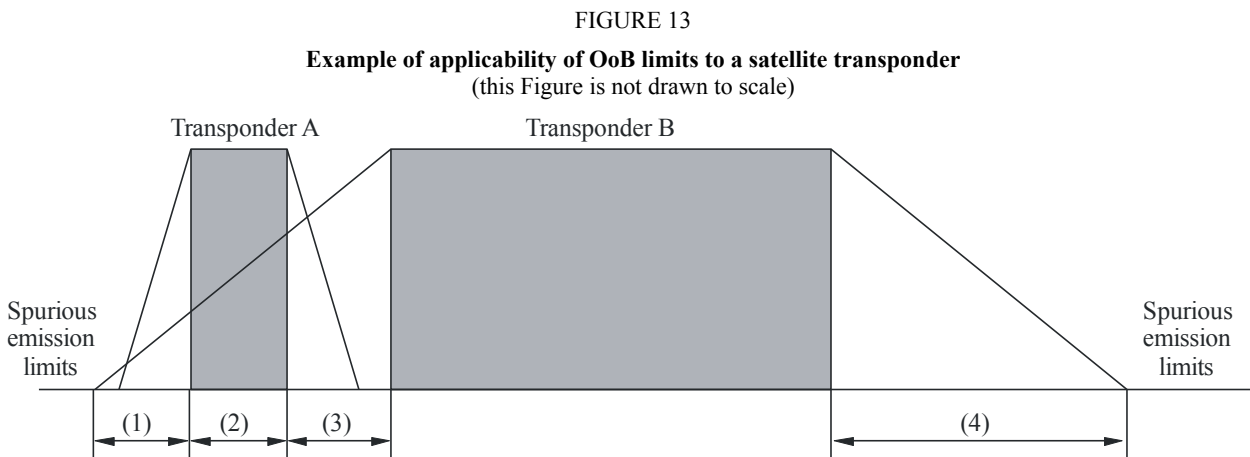 FIGURE 13
Example of applicability of OoB limits to a satellite transponder
(this Figure is not drawn to scale)
Transponder A
Transponder B
Spurious
emission
limits
Spurious
emission
limits
(1)
(2)
(3)
(4)